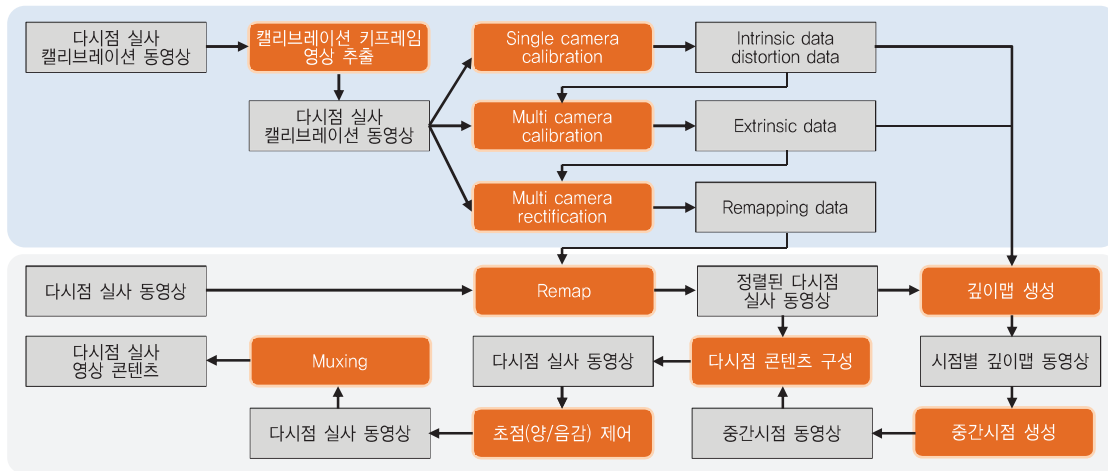 다시점 실사
캘리브레이션 동영상
캘리브레이션 키프레임
영상 추출
Single camera
calibration
Intrinsic data
distortion data
다시점 실사
캘리브레이션 동영상
Multi camera
calibration
Extrinsic data
Multi camera
rectification
Remapping data
다시점 실사 동영상
Remap
정렬된 다시점
실사 동영상
깊이맵 생성
다시점 실사
영상 콘텐츠
Muxing
다시점 실사 동영상
다시점 콘텐츠 구성
시점별 깊이맵 동영상
다시점 실사 동영상
초점(양/음감) 제어
중간시점 동영상
중간시점 생성